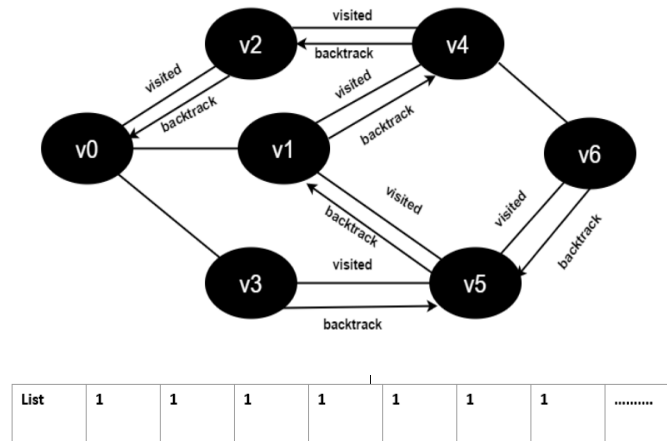 visited
v2
v4
backtrack
visited
visited
backtrack
backtrack
v0
v1
v6
visited
visited
backtrack
backtrack
visited
v3
v5
backtrack
List 1 1 1 1 1 1 1 ..........